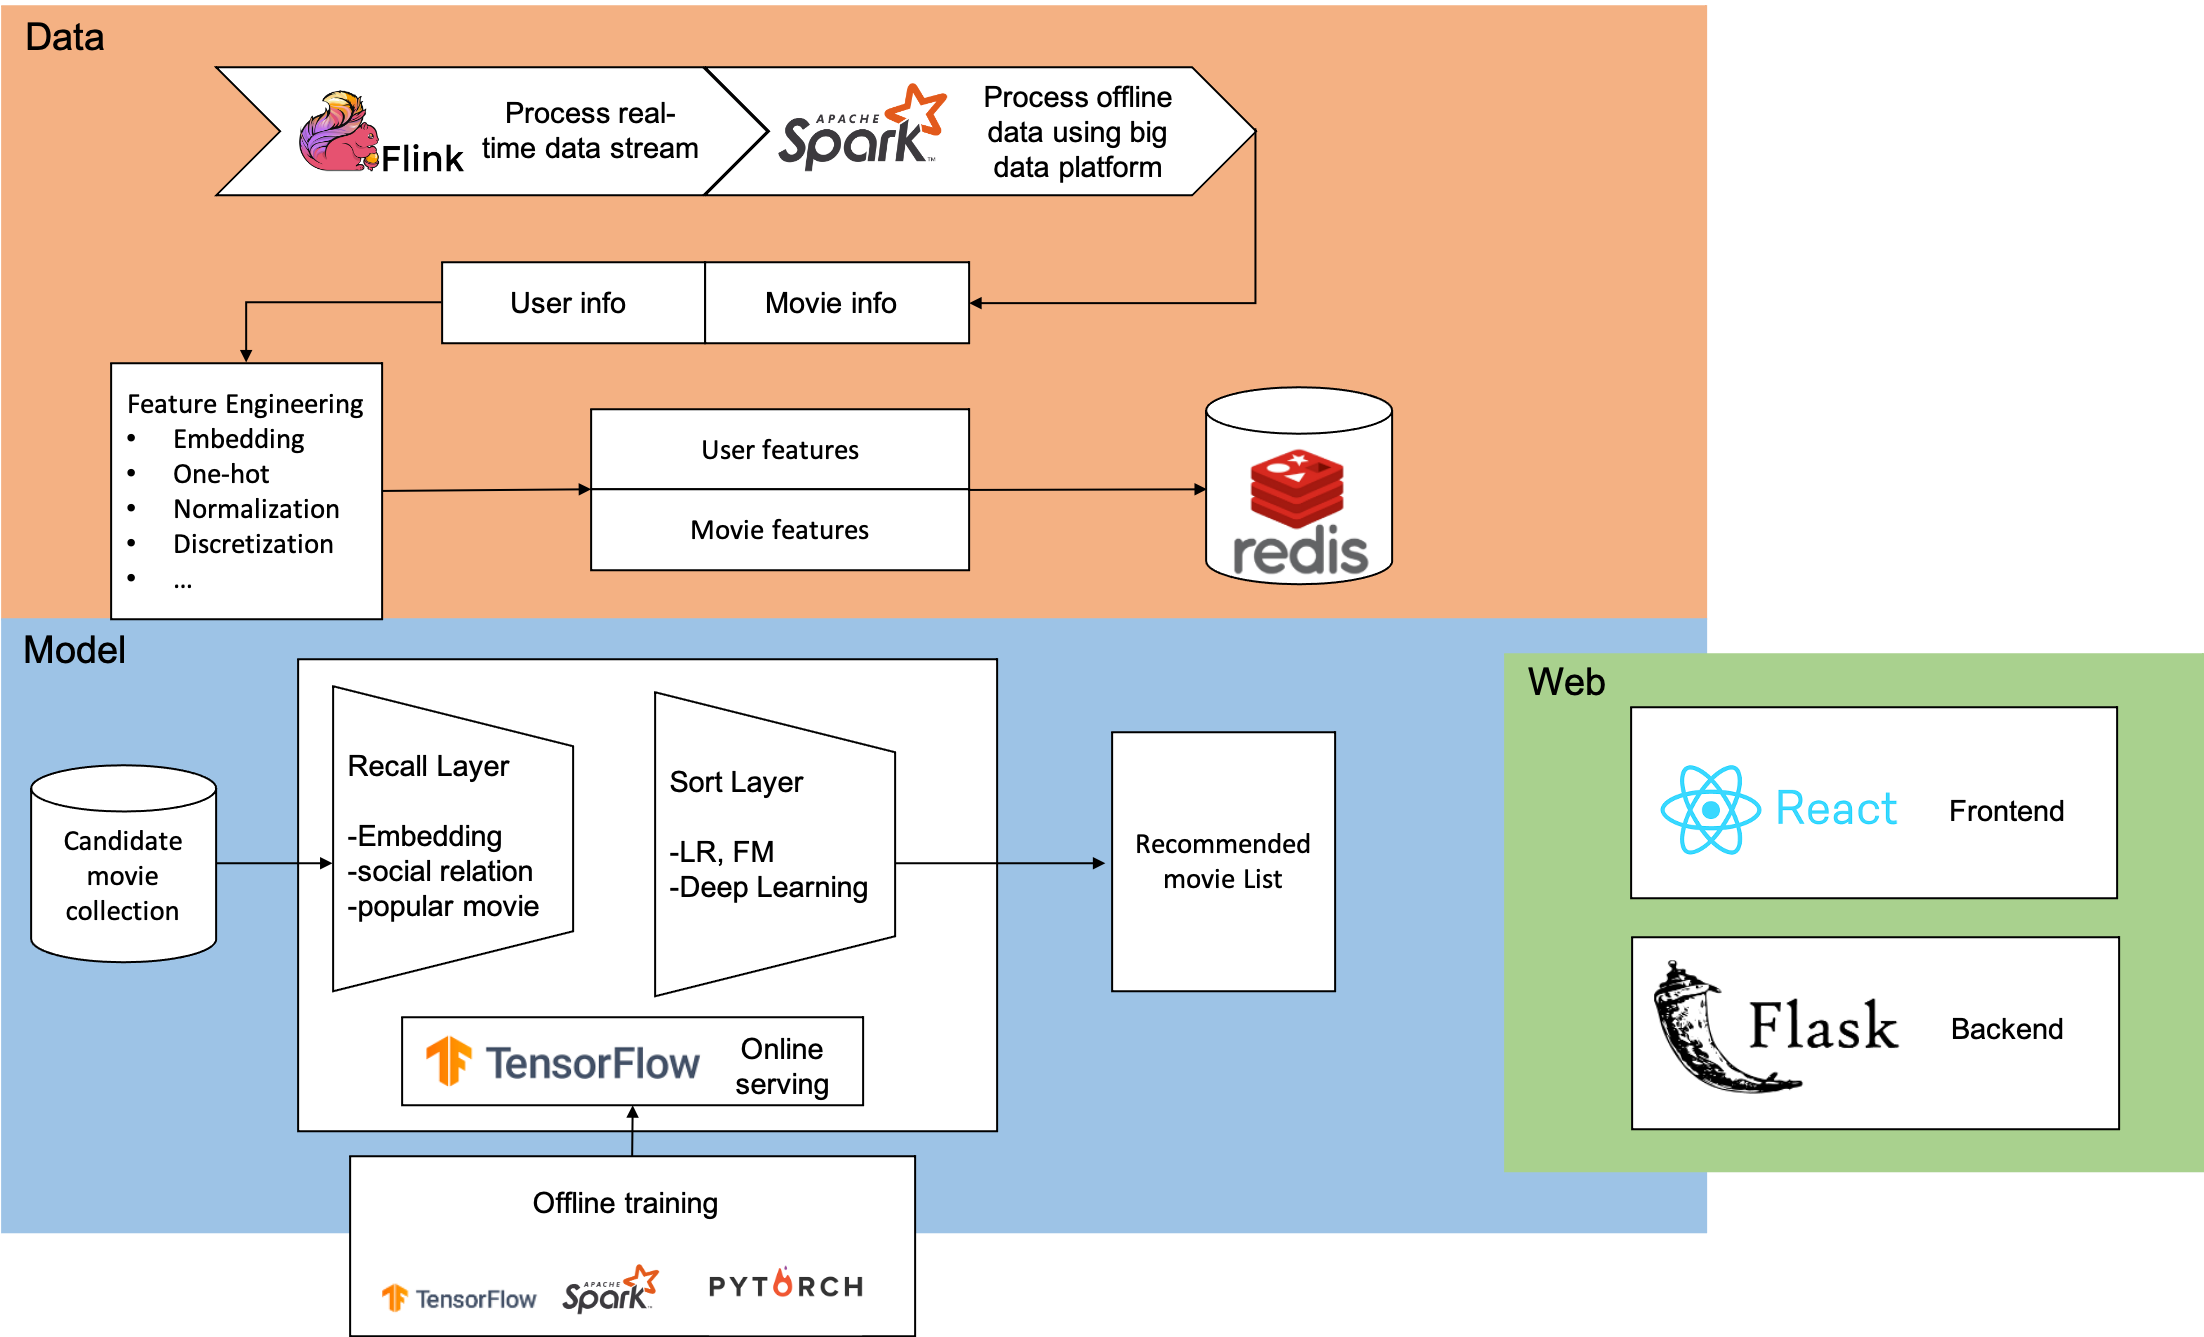 Data
Flink
Process real-
time data stream
APACHE
Spark™
Process offline
data using big
data platform
User info
Movie info
Feature Engineering
• Embedding
• One-hot
• Normalization
• Discretization
• ...
User features
Movie features
redis
Model
Candidate
movie
collection
Recall Layer
-Embedding
-social relation
-popular movie
Sort Layer
-LR, FM
-Deep Learning
TensorFlow
Online
serving
Recommended
movie List
Offline training
TensorFlow
APACHE
Spark™
PYTORCH
Web
React
Frontend
Flask
Backend